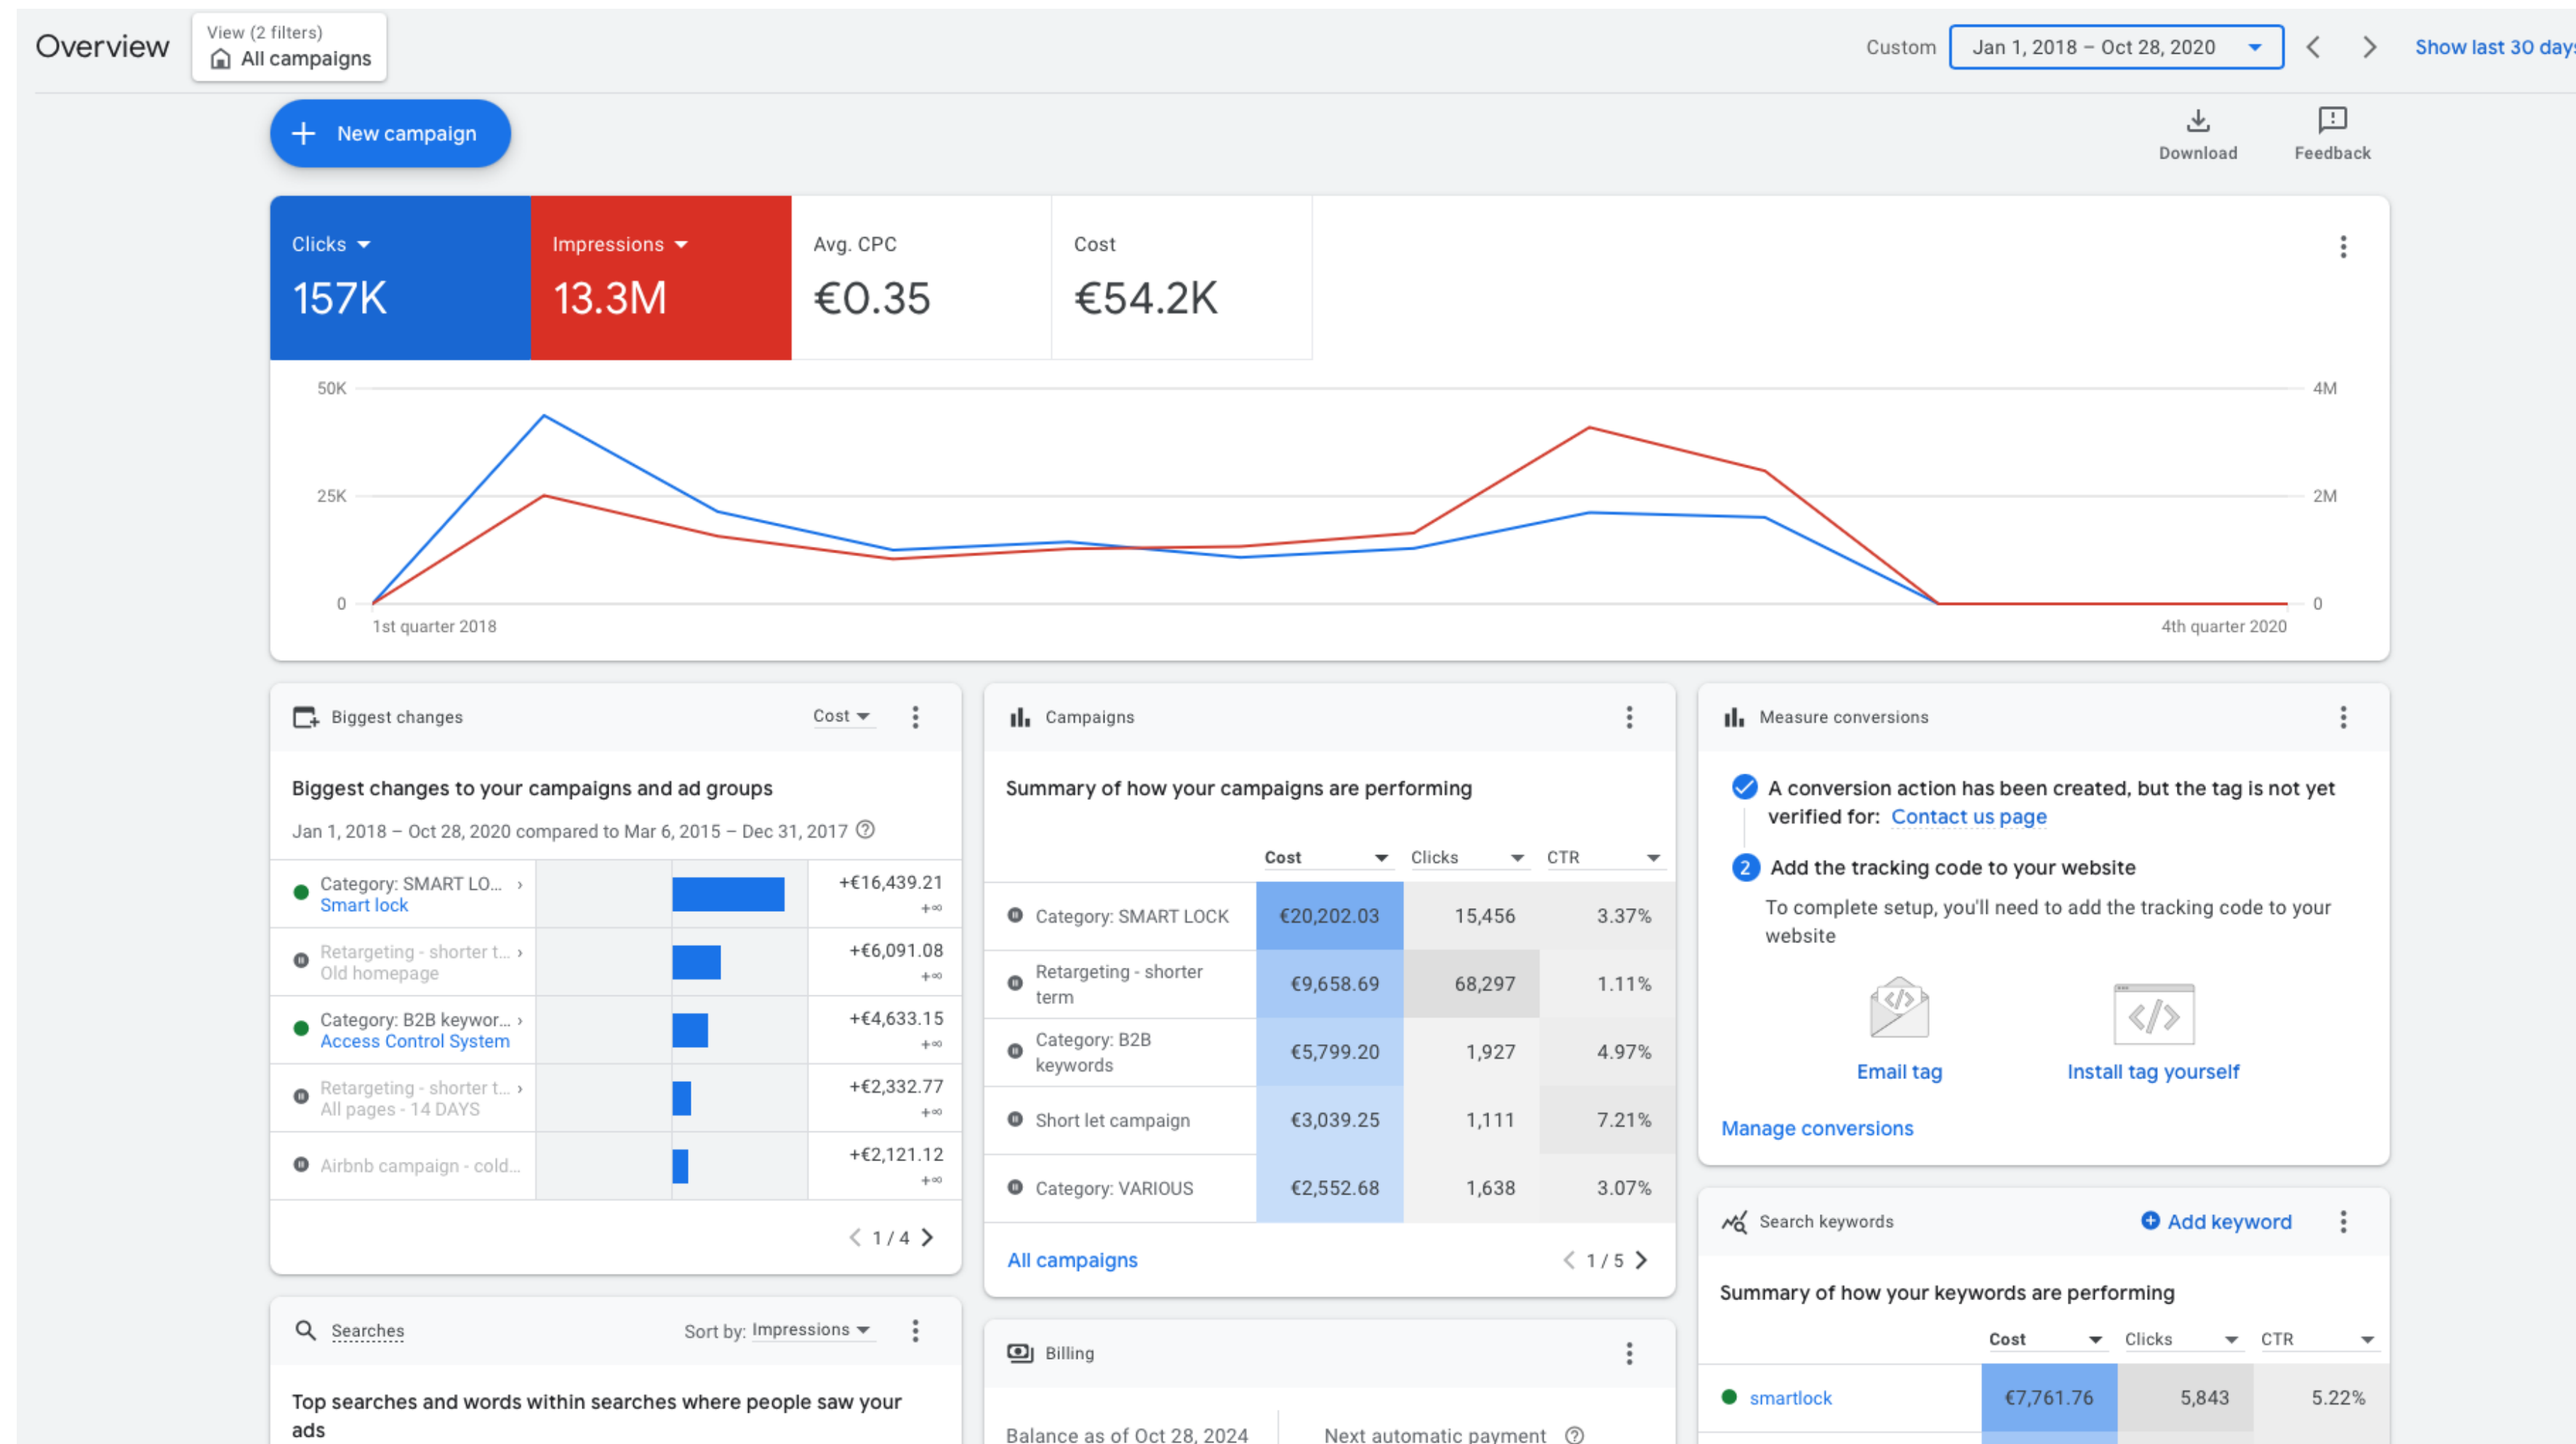 Overview
View (2 filters)
All campaigns
Custom
Jan 1, 2018 – Oct 28, 2020
Show last 30 days
New campaign
Download
Feedback
Clicks
157K
Impressions
13.3M
Avg. CPC
€0.35
Cost
€54.2K
50K
4M
25K
2M
0
0
1st quarter 2018
4th quarter 2020
Biggest changes
Cost
Biggest changes to your campaigns and ad groups
Jan 1, 2018 – Oct 28, 2020 compared to Mar 6, 2015 – Dec 31, 2017
Category: SMART LO... ›
Smart lock
+€16,439.21
+∞
Retargeting - shorter t... ›
Old homepage
+€6,091.08
+∞
Category: B2B keywor... ›
Access Control System
+€4,633.15
+∞
Retargeting - shorter t... ›
All pages - 14 DAYS
+€2,332.77
+∞
Airbnb campaign - cold...
+€2,121.12
+∞
1 / 4
Campaigns
Summary of how your campaigns are performing
Cost Clicks CTR
Category: SMART LOCK €20,202.03 15,456 3.37%
Retargeting - shorter
term
€9,658.69 68,297 1.11%
Category: B2B
keywords
€5,799.20 1,927 4.97%
Short let campaign €3,039.25 1,111 7.21%
Category: VARIOUS €2,552.68 1,638 3.07%
All campaigns
1 / 5
Measure conversions
A conversion action has been created, but the tag is not yet
verified for: Contact us page
2 Add the tracking code to your website
To complete setup, you'll need to add the tracking code to your
website
Email tag
Install tag yourself
Manage conversions
Searches
Sort by: Impressions
Top searches and words within searches where people saw your
ads
Billing
Balance as of Oct 28, 2024
Next automatic payment
Search keywords
Add keyword
Summary of how your keywords are performing
Cost Clicks CTR
smartlock €7,761.76 5,843 5.22%